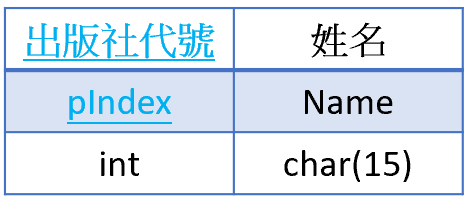 出版社代號 姓名
pIndex Name
int char(15)